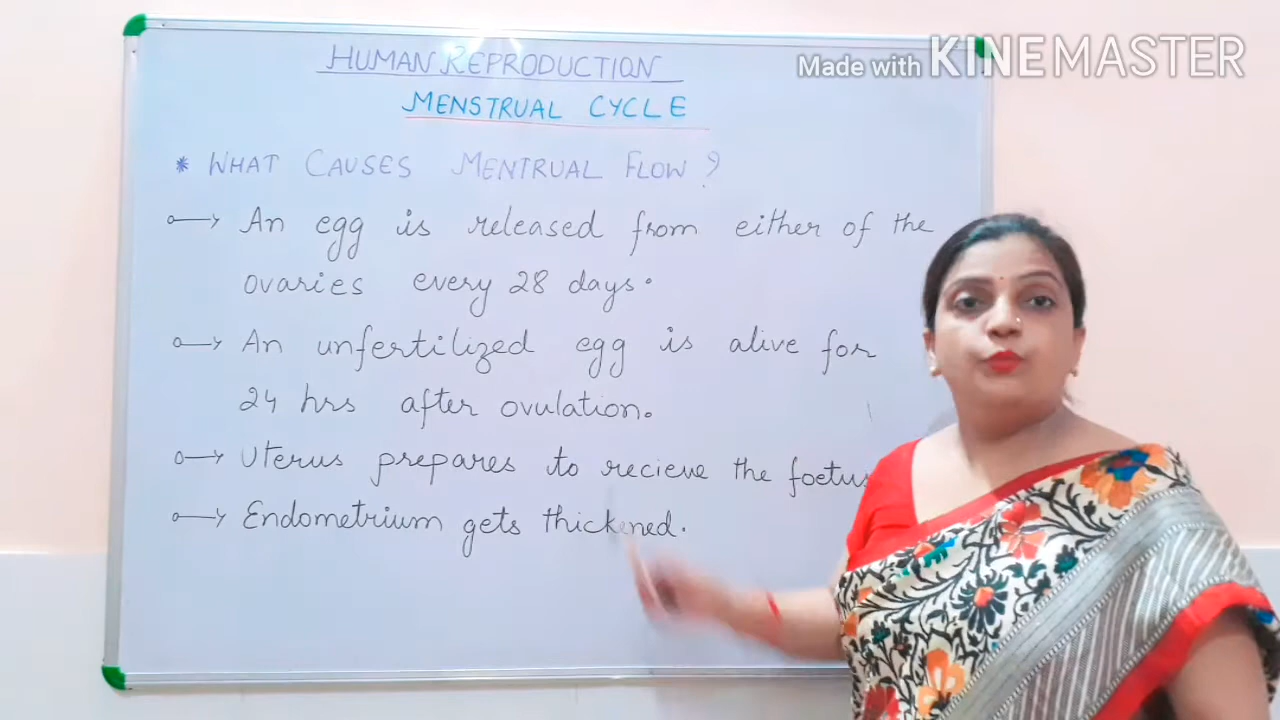 HUMAN REPRODUCTION
Made with KINEMASTER
MENSTRUAL CYCLE
* WHAT CAUSES MENTRUAL FLOW?
An egg is released from either of the
ovaries every 28 days.
An unfertilized egg is alive for
24 hrs after ovulation.
Uterus prepares to recieve the foetus
Endometrium gets thickened.